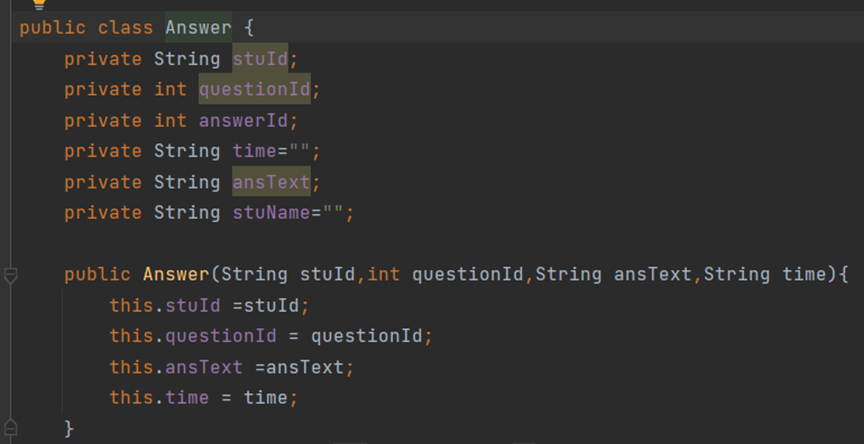 public class Answer {
private String stuId;
private int questionId;
private int answerId;
private String time="";
private String ansText;
private String stuName="";
public Answer(String stuId,int questionId,String ansText,String time){
this.stuId =stuId;
this.questionId = questionId;
this.ansText =ansText;
this.time = time;
}